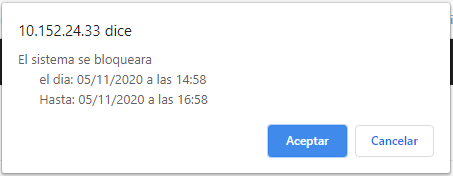 10.152.24.33 dice
El sistema se bloqueara
el dia: 05/11/2020 a las 14:58
Hasta: 05/11/2020 a las 16:58
Aceptar
Cancelar